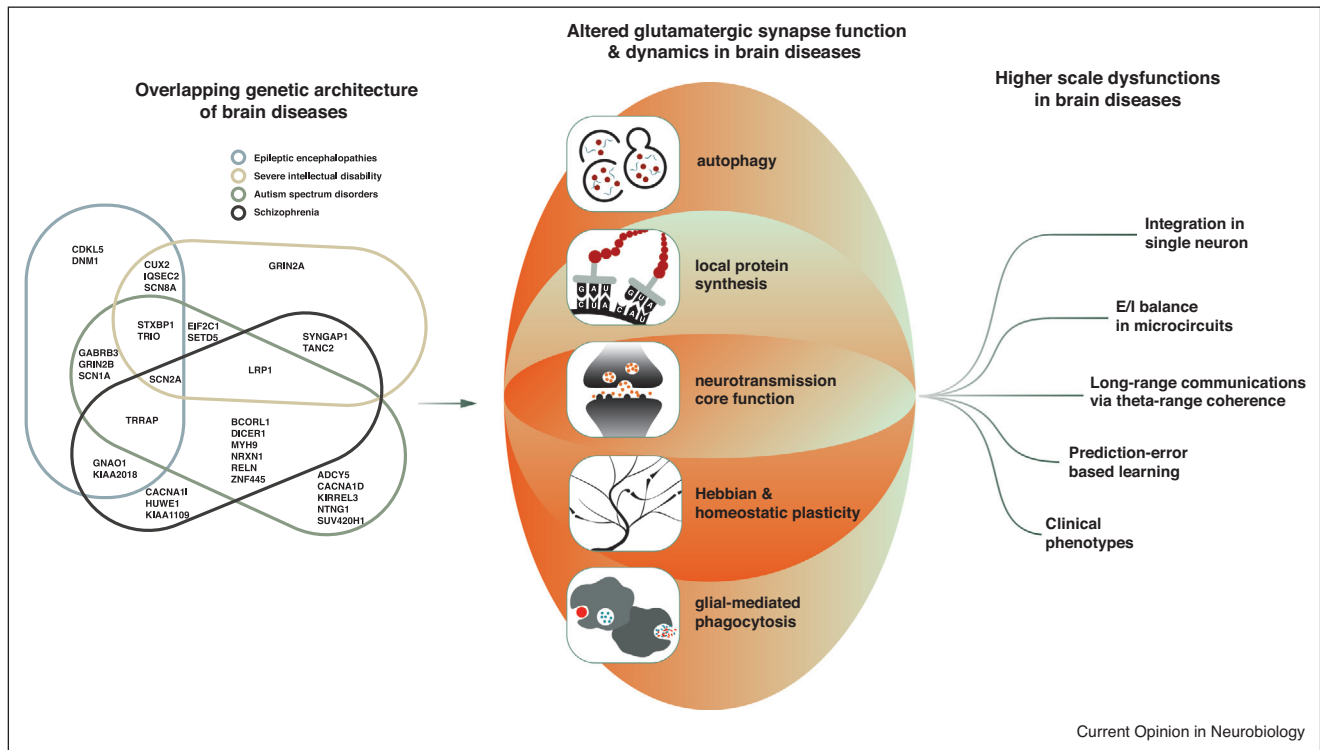 Overlapping genetic architecture
of brain diseases
Epileptic encephalopathies
Severe intellectual disability
Autism spectrum disorders
Schizophrenia
CDKL5
DNM1
CUX2
IQSEC2
SCN8A
GRIN2A
STXBP1
TRIO
EIF2C1
SETD5
SYNGAP1
TANC2
GABRB3
GRIN2B
SCN1A
SCN2A
LRP1
TRRAP
BCORL1
DICER1
MYH9
NRXN1
RELN
ZNF445
GNAO1
KIAA2018
CACNA1I
HUWE1
KIAA1109
ADCY5
CACNA1D
KIRREL3
NTNG1
SUV420H1
Altered glutamatergic synapse function
& dynamics in brain diseases
autophagy
local protein
synthesis
G A U
C U A
G U A
C A U
neurotransmission
core function
Hebbian &
homeostatic plasticity
glial-mediated
phagocytosis
Higher scale dysfunctions
in brain diseases
Integration in
single neuron
E/I balance
in microcircuits
Long-range communications
via theta-range coherence
Prediction-error
based learning
Clinical
phenotypes
Current Opinion in Neurobiology